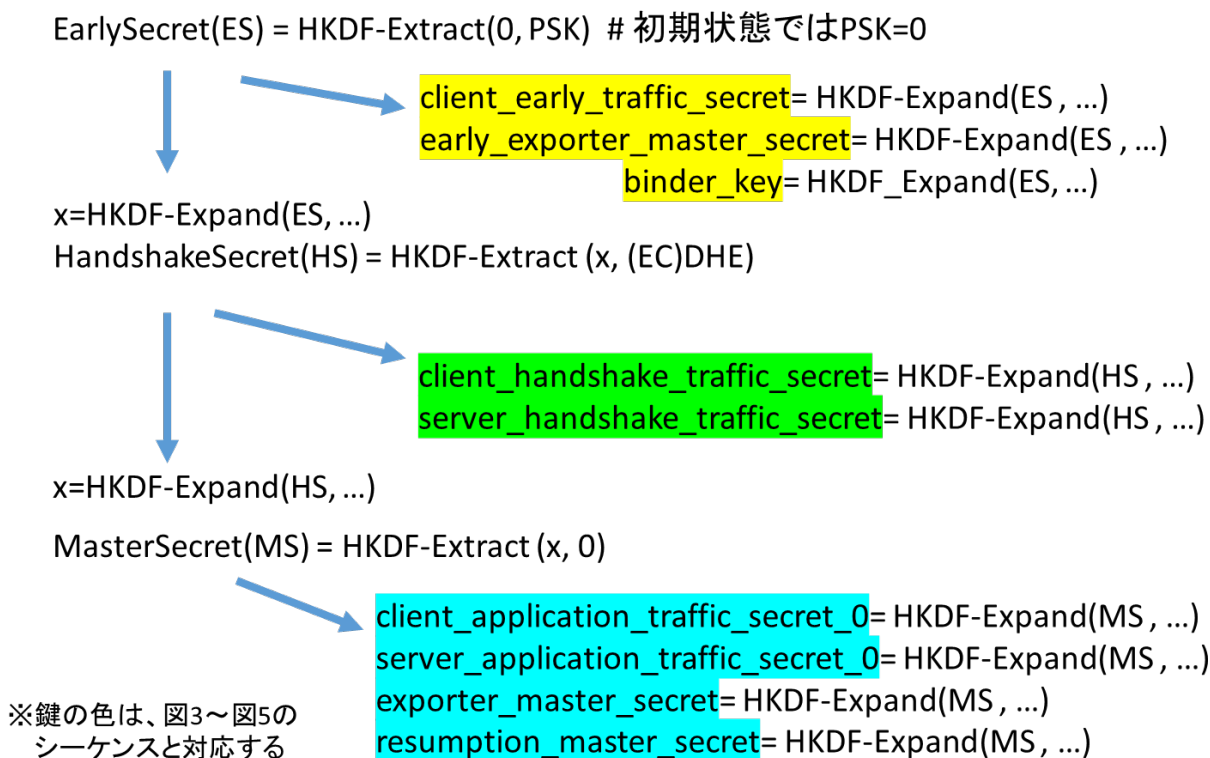 EarlySecret(ES) = HKDF-Extract(0, PSK) # 初期状態ではPSK=0
client_early_traffic_secret= HKDF-Expand(ES , ...)
early_exporter_master_secret= HKDF-Expand(ES , ...)
binder_key= HKDF_Expand(ES, ...)
x=HKDF-Expand(ES, ...)
HandshakeSecret(HS) = HKDF-Extract (x, (EC)DHE)
client_handshake_traffic_secret= HKDF-Expand(HS , ...)
server_handshake_traffic_secret= HKDF-Expand(HS , ...)
x=HKDF-Expand(HS, ...)
MasterSecret(MS) = HKDF-Extract (x, 0)
client_application_traffic_secret_0= HKDF-Expand(MS , ...)
server_application_traffic_secret_0= HKDF-Expand(MS , ...)
exporter_master_secret= HKDF-Expand(MS , ...)
resumption_master_secret= HKDF-Expand(MS , ...)
※鍵の色は、図3～図5の
シーケンスと対応する